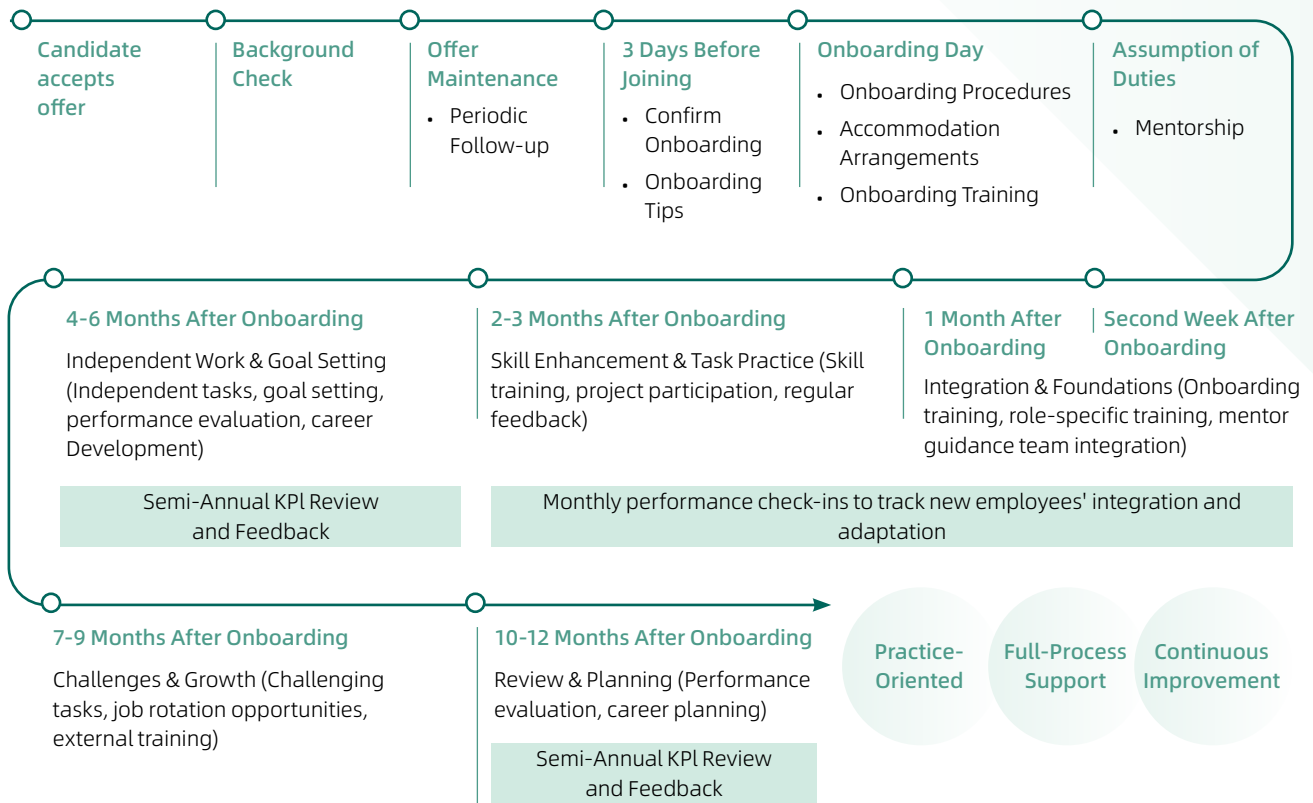 Candidate
accepts
offer
Background
Check
Offer
Maintenance
• Periodic
Follow-up
3 Days Before
Joining
• Confirm
Onboarding
• Onboarding
Tips
Onboarding Day
• Onboarding Procedures
• Accommodation
Arrangements
• Onboarding Training
Assumption of
Duties
• Mentorship
Second Week After
Onboarding
1 Month After
Onboarding
Integration & Foundations (Onboarding
training, role-specific training, mentor
guidance team integration)
2-3 Months After Onboarding
Skill Enhancement & Task Practice (Skill
training, project participation, regular
feedback)
Monthly performance check-ins to track new employees' integration and
adaptation
4-6 Months After Onboarding
Independent Work & Goal Setting
(Independent tasks, goal setting,
performance evaluation, career
Development)
Semi-Annual KPl Review
and Feedback
7-9 Months After Onboarding
Challenges & Growth (Challenging
tasks, job rotation opportunities,
external training)
10-12 Months After Onboarding
Review & Planning (Performance
evaluation, career planning)
Semi-Annual KPl Review
and Feedback
Practice-
Oriented
Full-Process
Support
Continuous
Improvement